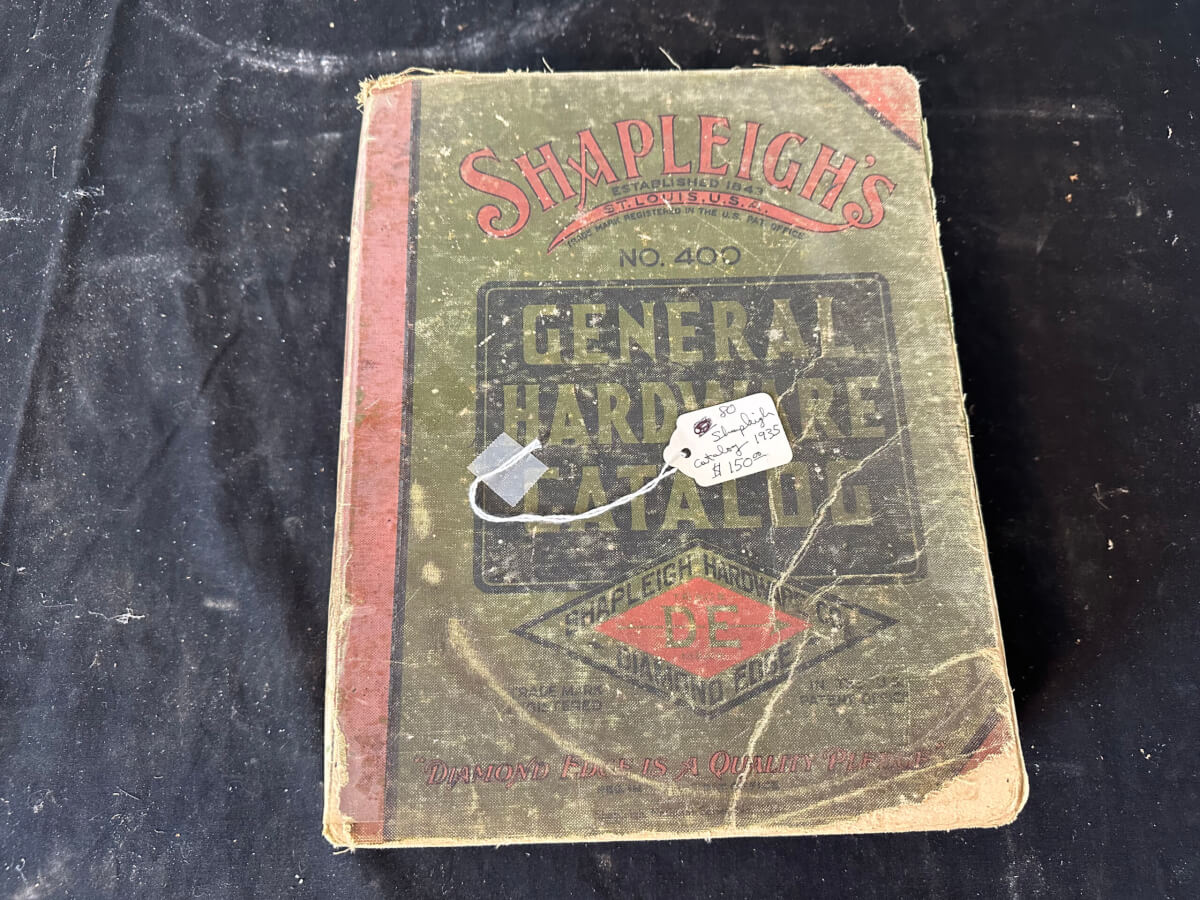 SHAPLEIGH'S
ESTABLISHED 1843
ST. LOUIS, U.S.A.
TRADE MARK REGISTERED IN THE U.S. PAT. OFFICE
NO. 400
GENERAL
HARDWARE
CATALOG
80
Shapleigh
Catalog 1935
$150.00
SHAPLEIGH HARDWARE CO.
DE
DIAMOND EDGE
TRADE MARK
REGISTERED
PATENT OFFICE
"DIAMOND EDGE IS A QUALITY PLEDGE"